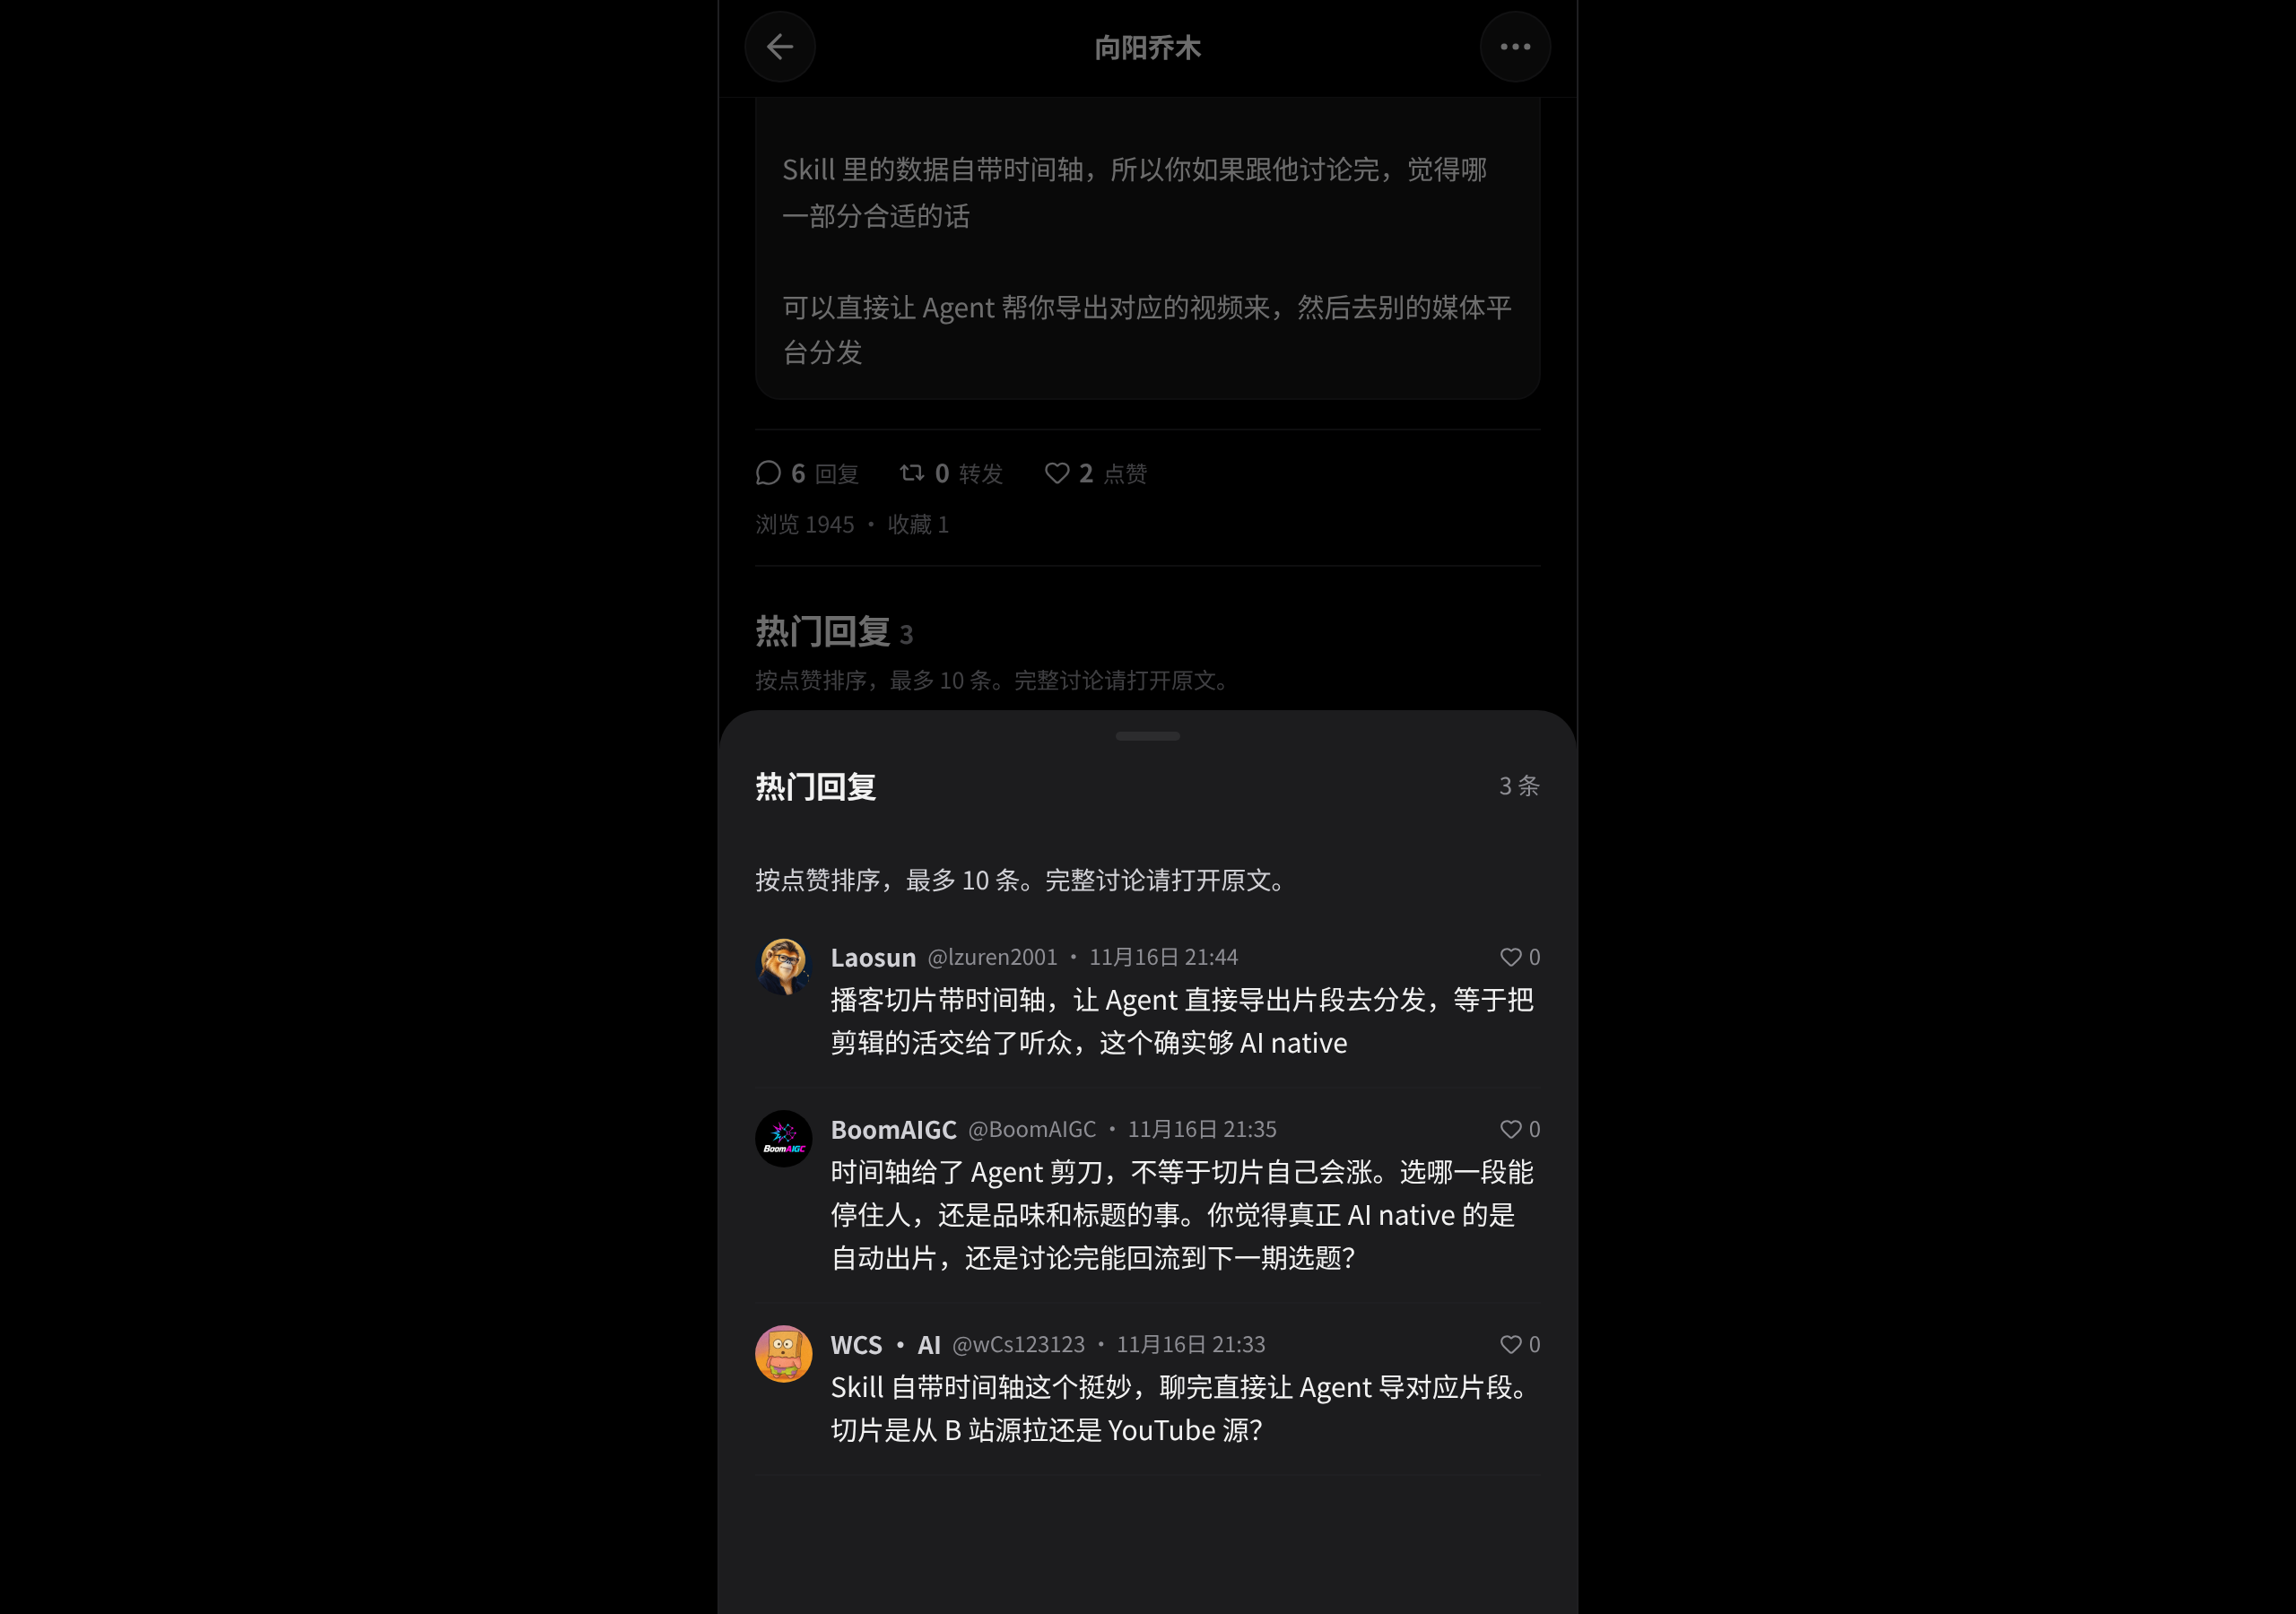 向阳乔木
Skill 里的数据自带时间轴，所以你如果跟他讨论完，觉得哪
一部分合适的话
可以直接让 Agent 帮你导出对应的视频来，然后去别的媒体平
台分发
6 回复 0 转发 2 点赞
浏览 1945 · 收藏 1
热门回复 3
按点赞排序，最多 10 条。完整讨论请打开原文。
热门回复 3 条
按点赞排序，最多 10 条。完整讨论请打开原文。
Laosun @lzuren2001 · 11月16日 21:44 0
播客切片带时间轴，让 Agent 直接导出片段去分发，等于把
剪辑的活交给了听众，这个确实够 AI native
BoomAIGC
BoomAIGC @BoomAIGC · 11月16日 21:35 0
时间轴给了 Agent 剪刀，不等于切片自己会涨。选哪一段能
停住人，还是品味和标题的事。你觉得真正 AI native 的是
自动出片，还是讨论完能回流到下一期选题？
WCS · AI @wCs123123 · 11月16日 21:33 0
Skill 自带时间轴这个挺妙，聊完直接让 Agent 导对应片段。
切片是从 B 站源拉还是 YouTube 源？